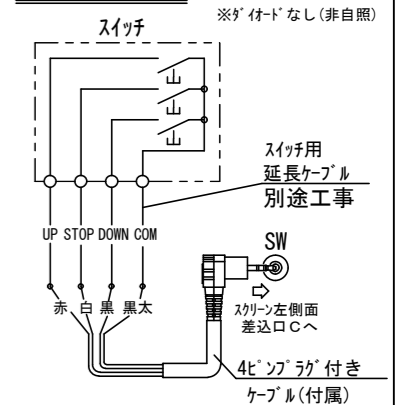 ※ﾀﾞｲｵｰﾄﾞなし(非自照)
スイッチ
スイッチ用
延長ｹｰﾌﾞﾙ
別途工事
UP STOP DOWN COM
SW
赤 白 黒 黒太
ｽｸﾘｰﾝ左側面
差込口Cへ
4ﾋﾟﾝﾌﾟﾗｸﾞ付き
ｹｰﾌﾞﾙ(付属)